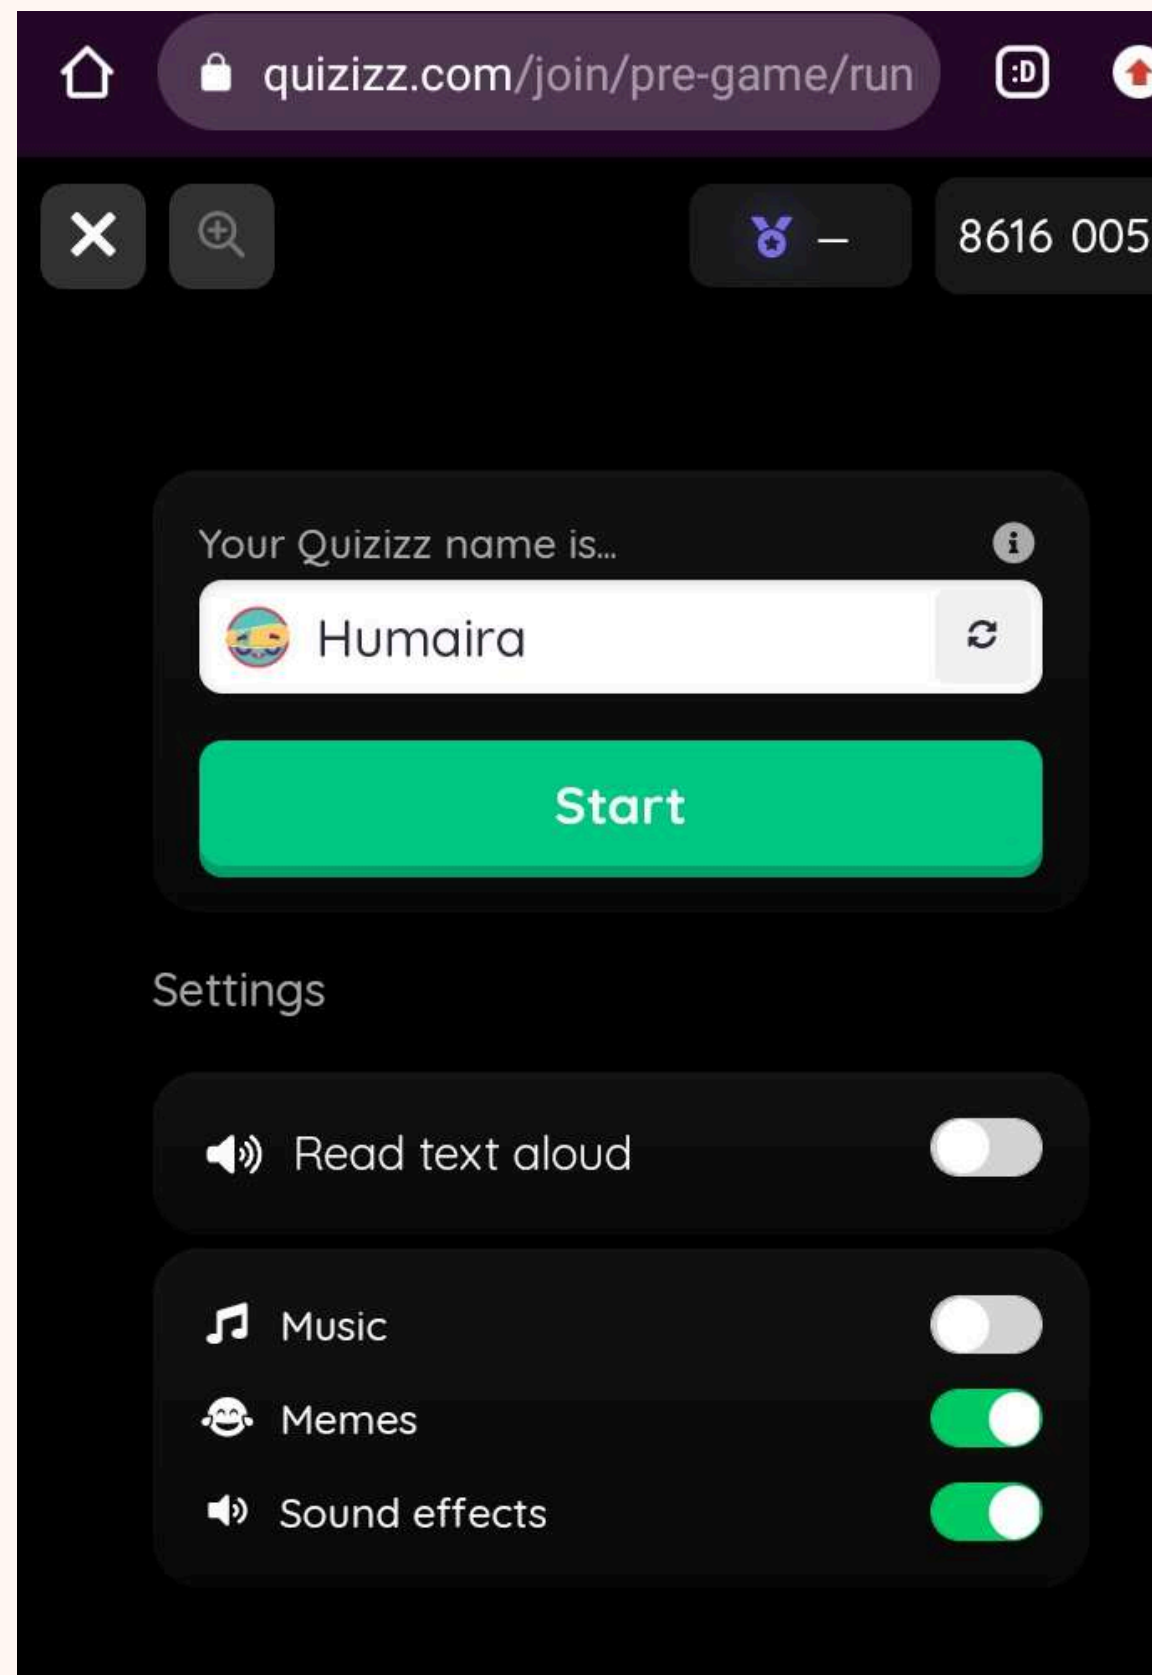 quizizz.com/join/pre-game/run
:D
8616 005
Your Quizizz name is...
Humaira
Start
Settings
Read text aloud
Music
Memes
Sound effects